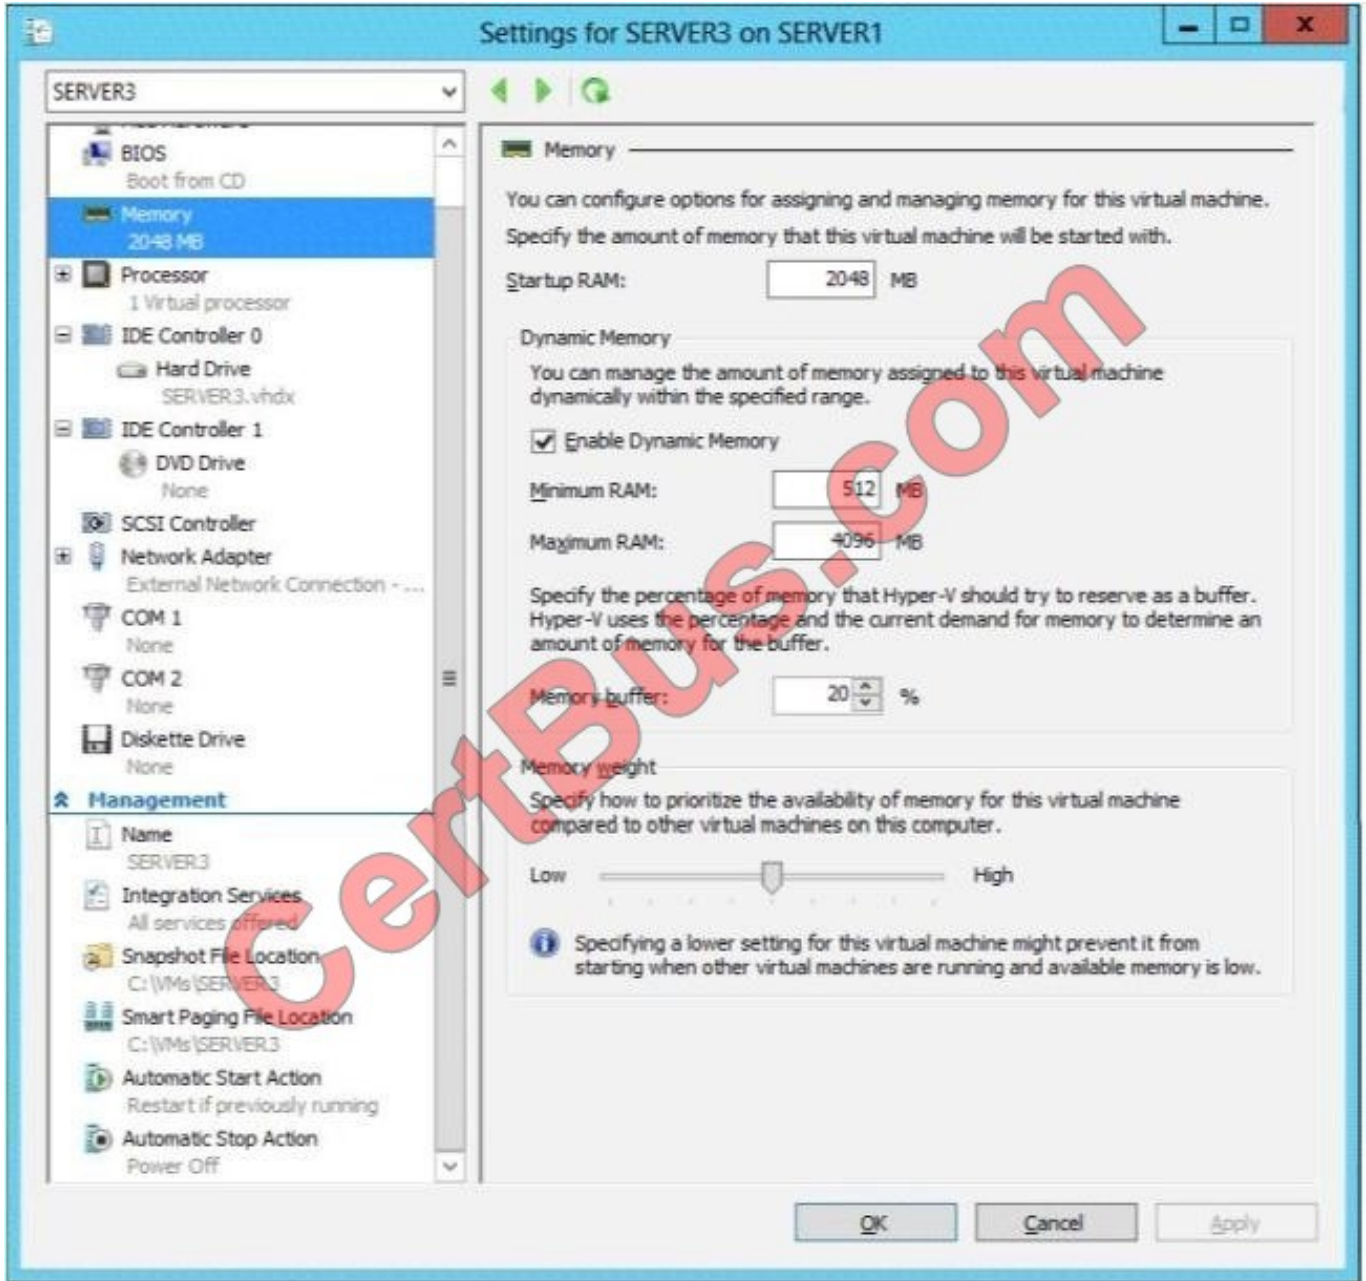 Settings for SERVER3 on SERVER1
SERVER3
BIOS
Boot from CD
Memory
2048 MB
Processor
1 Virtual processor
IDE Controller 0
Hard Drive
SERVER3.vhdx
IDE Controller 1
DVD Drive
None
SCSI Controller
Network Adapter
External Network Connection - ...
COM 1
None
COM 2
None
Diskette Drive
None
Management
Name
SERVER3
Integration Services
All services offered
Snapshot File Location
C:\VMs\SERVER3
Smart Paging File Location
C:\VMs\SERVER3
Automatic Start Action
Restart if previously running
Automatic Stop Action
Power Off
Memory
You can configure options for assigning and managing memory for this virtual machine.
Specify the amount of memory that this virtual machine will be started with.
Startup RAM: 2048 MB
Dynamic Memory
You can manage the amount of memory assigned to this virtual machine
dynamically within the specified range.
Enable Dynamic Memory
Minimum RAM: 512 MB
Maximum RAM: 4096 MB
Specify the percentage of memory that Hyper-V should try to reserve as a buffer.
Hyper-V uses the percentage and the current demand for memory to determine an
amount of memory for the buffer.
Memory buffer: 20 %
Memory weight
Specify how to prioritize the availability of memory for this virtual machine
compared to other virtual machines on this computer.
Low High
Specifying a lower setting for this virtual machine might prevent it from
starting when other virtual machines are running and available memory is low.
OK Cancel Apply
CertBus.com